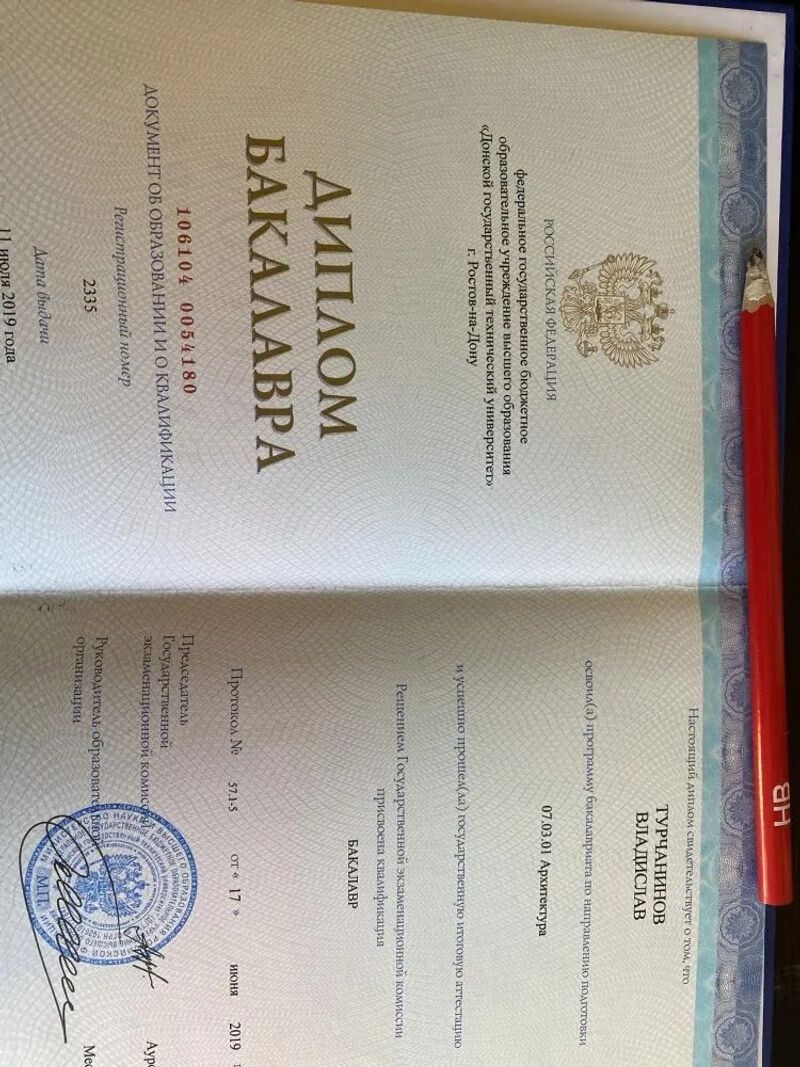 РОССИЙСКАЯ ФЕДЕРАЦИЯ
федеральное государственное бюджетное
образовательное учреждение высшего образования
«Донской государственный технический университет»
г. Ростов-на-Дону
ДИПЛОМ
БАКАЛАВРА
106104 0054180
ДОКУМЕНТ ОБ ОБРАЗОВАНИИ И О КВАЛИФИКАЦИИ
Регистрационный номер
2335
Дата выдачи
11 июля 2019 года
Настоящий диплом свидетельствует о том, что
ТУРЧАНИНОВ
ВЛАДИСЛАВ
освоил(а) программу бакалавриата по направлению подготовки
07.03.01 Архитектура
и успешно прошел(ла) государственную итоговую аттестацию
Решением Государственной экзаменационной комиссии
присвоена квалификация
БАКАЛАВР
Протокол № 57.1-5 от « 17 » июня 2019
Председатель
Государственной
экзаменационной комиссии
Руководитель образовательной
организации
М.П.
HB